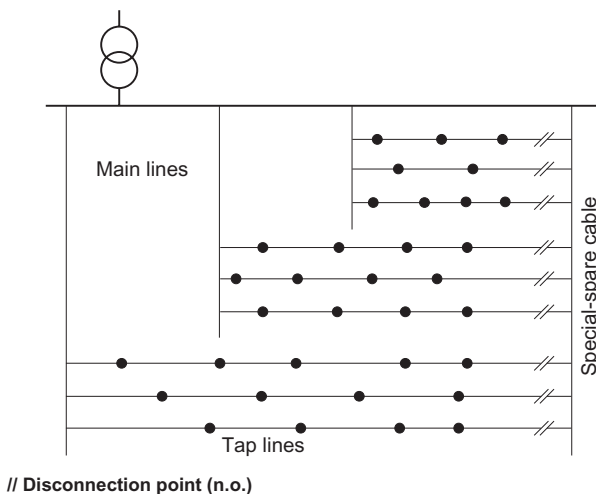 Main lines
Special-spare cable
Tap lines
// Disconnection point (n.o.)